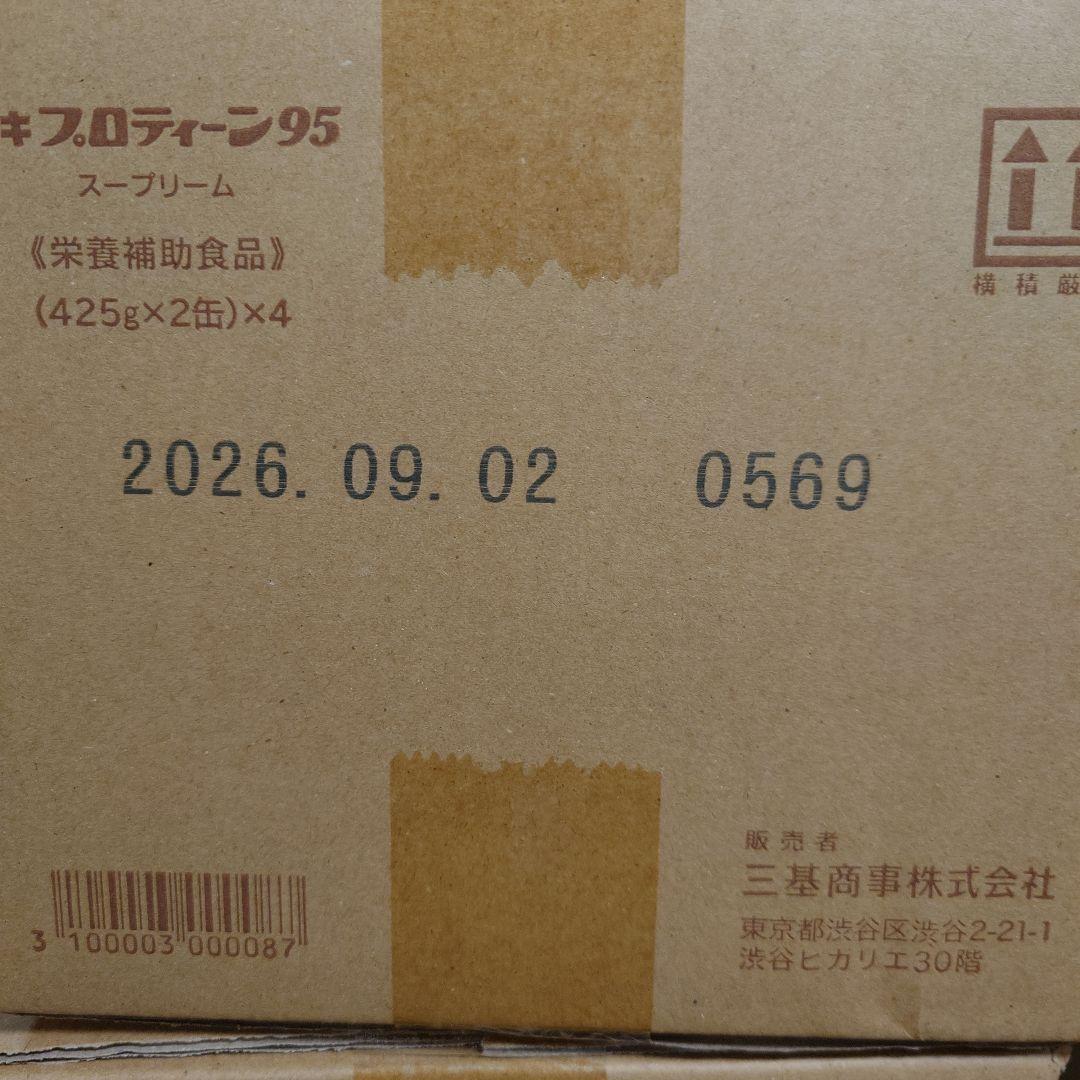 キプロティーン95
スープリーム
《栄養補助食品》
(425g×2缶)×4
横積厳
2026.09.02 0569
販売者
三基商事株式会社
東京都渋谷区渋谷2-21-1
渋谷ヒカリエ30階
3 100003 000087